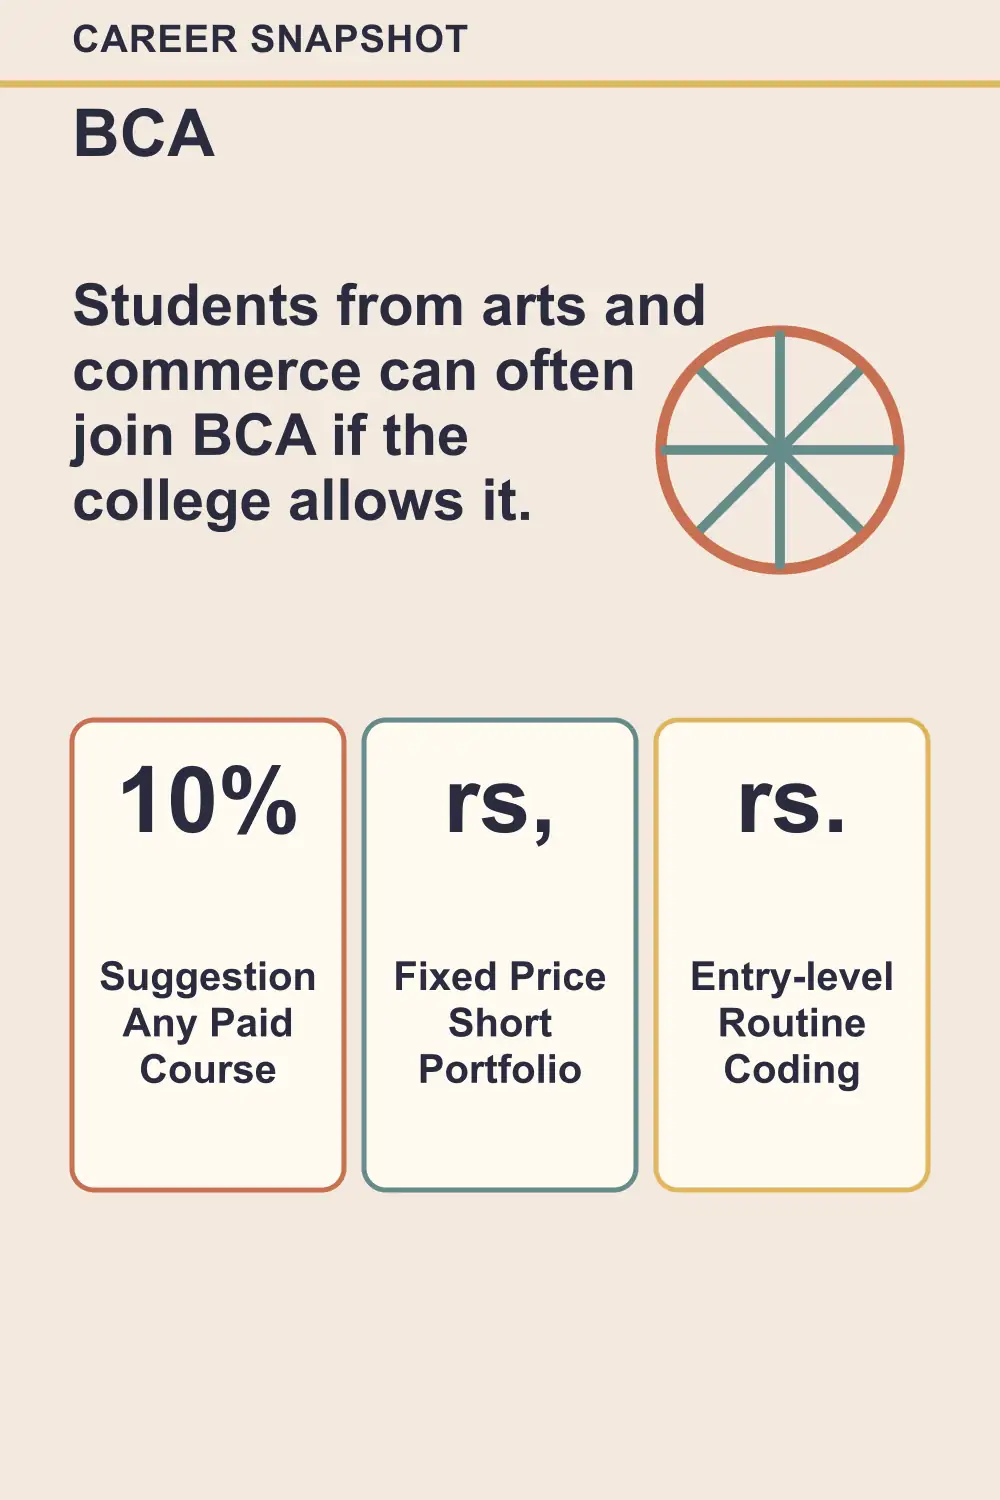 CAREER SNAPSHOT
BCA
Students from arts and
commerce can often
join BCA if the
college allows it.
10%
Suggestion
Any Paid
Course
rs,
Fixed Price
Short
Portfolio
rs.
Entry-level
Routine
Coding